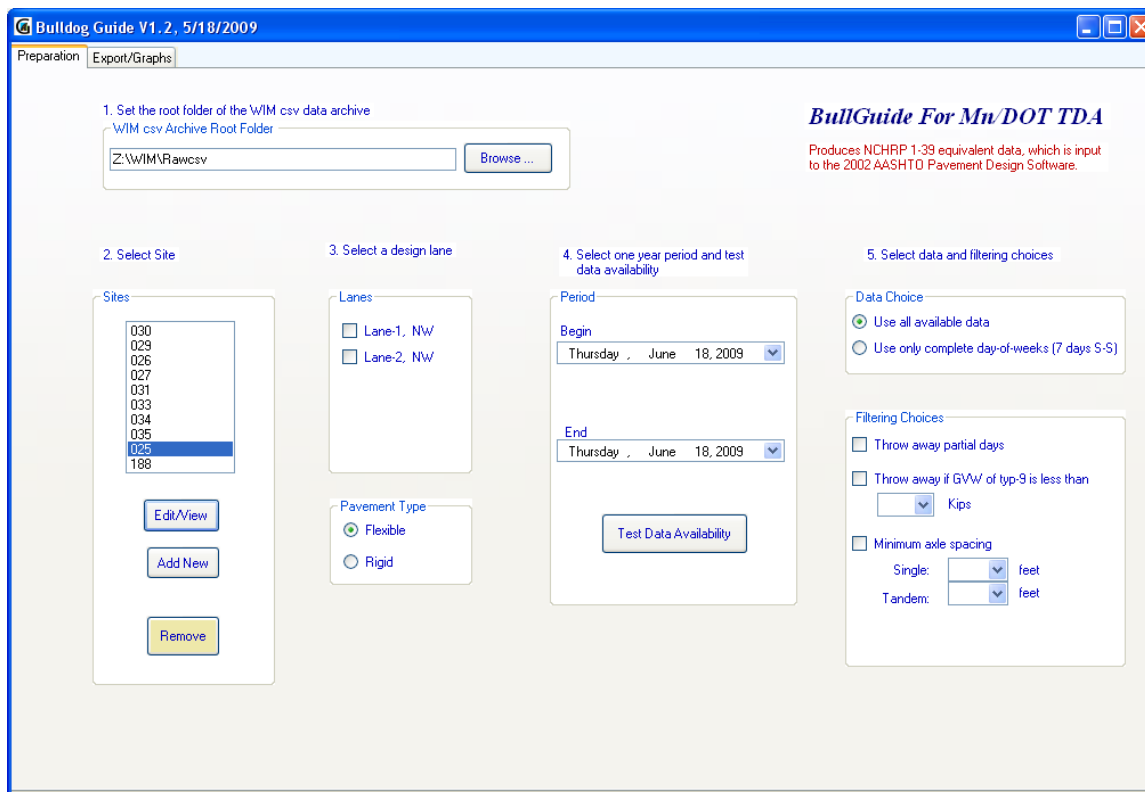 Bulldog Guide V1.2, 5/18/2009
Preparation
Export/Graphs
1. Set the root folder of the WIM csv data archive
WIM csv Archive Root Folder
Z:\WIM\Rawcsv
Browse ...
BullGuide For Mn/DOT TDA
Produces NCHRP 1-39 equivalent data, which is input
to the 2002 AASHTO Pavement Design Software.
2. Select Site
Sites
030
029
026
027
031
033
034
035
025
188
Edit/View
Add New
Remove
3. Select a design lane
Lanes
Lane-1, NW
Lane-2, NW
Pavement Type
Flexible
Rigid
4. Select one year period and test
data availability
Period
Begin
Thursday , June 18, 2009
End
Thursday , June 18, 2009
Test Data Availability
5. Select data and filtering choices
Data Choice
Use all available data
Use only complete day-of-weeks (7 days S-S)
Filtering Choices
Throw away partial days
Throw away if GVW of typ-9 is less than
Kips
Minimum axle spacing
Single: feet
Tandem: feet